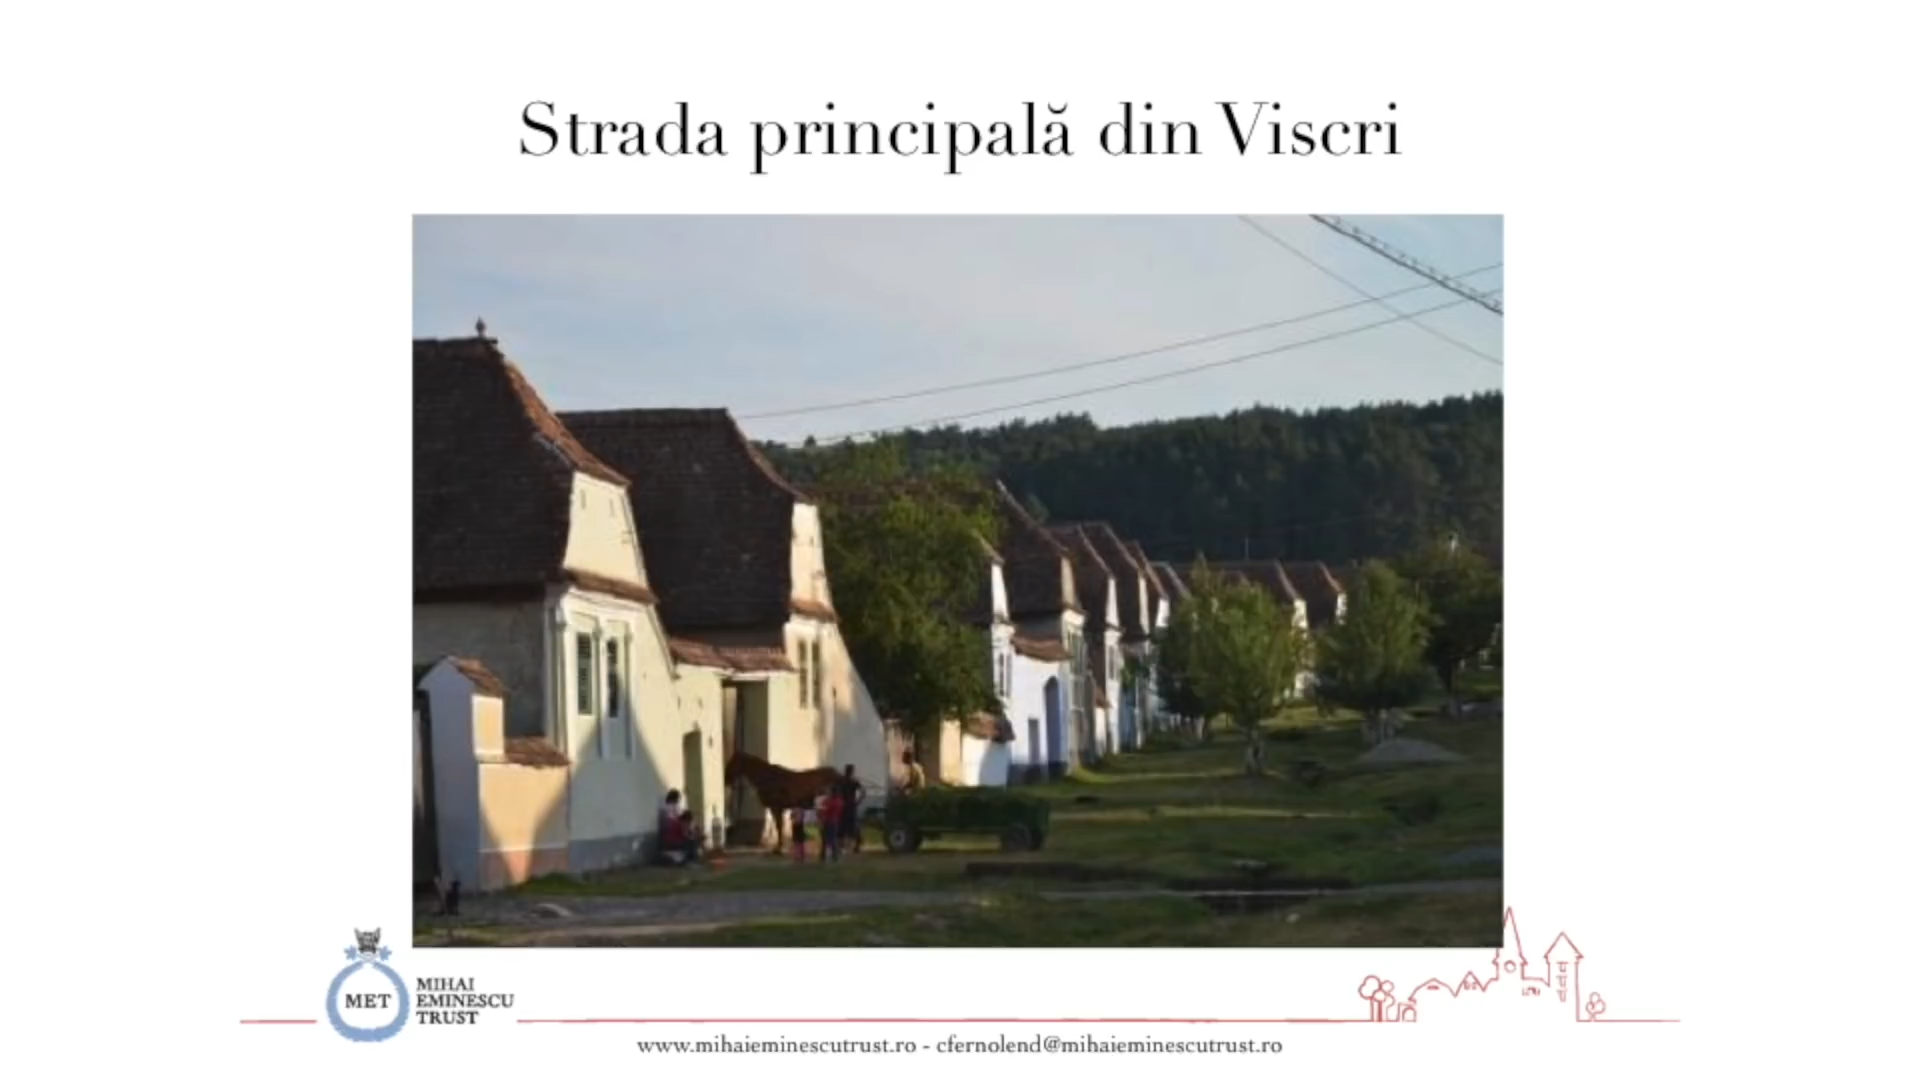 Strada principală din Viscri
MET
MIHAI
EMINESCU
TRUST
www.mihaieminescutrust.ro - cfernolend@mihaieminescutrust.ro